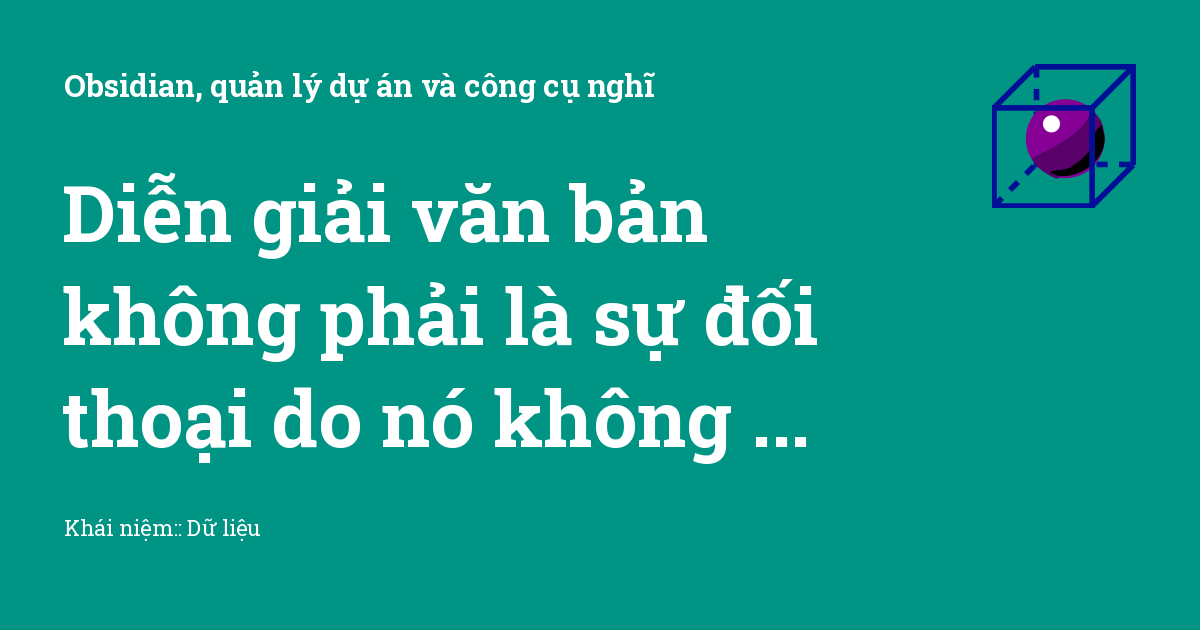 Obsidian, quản lý dự án và công cụ nghĩ
Diễn giải văn bản
không phải là sự đối
thoại do nó không ...
Khái niệm:: Dữ liệu